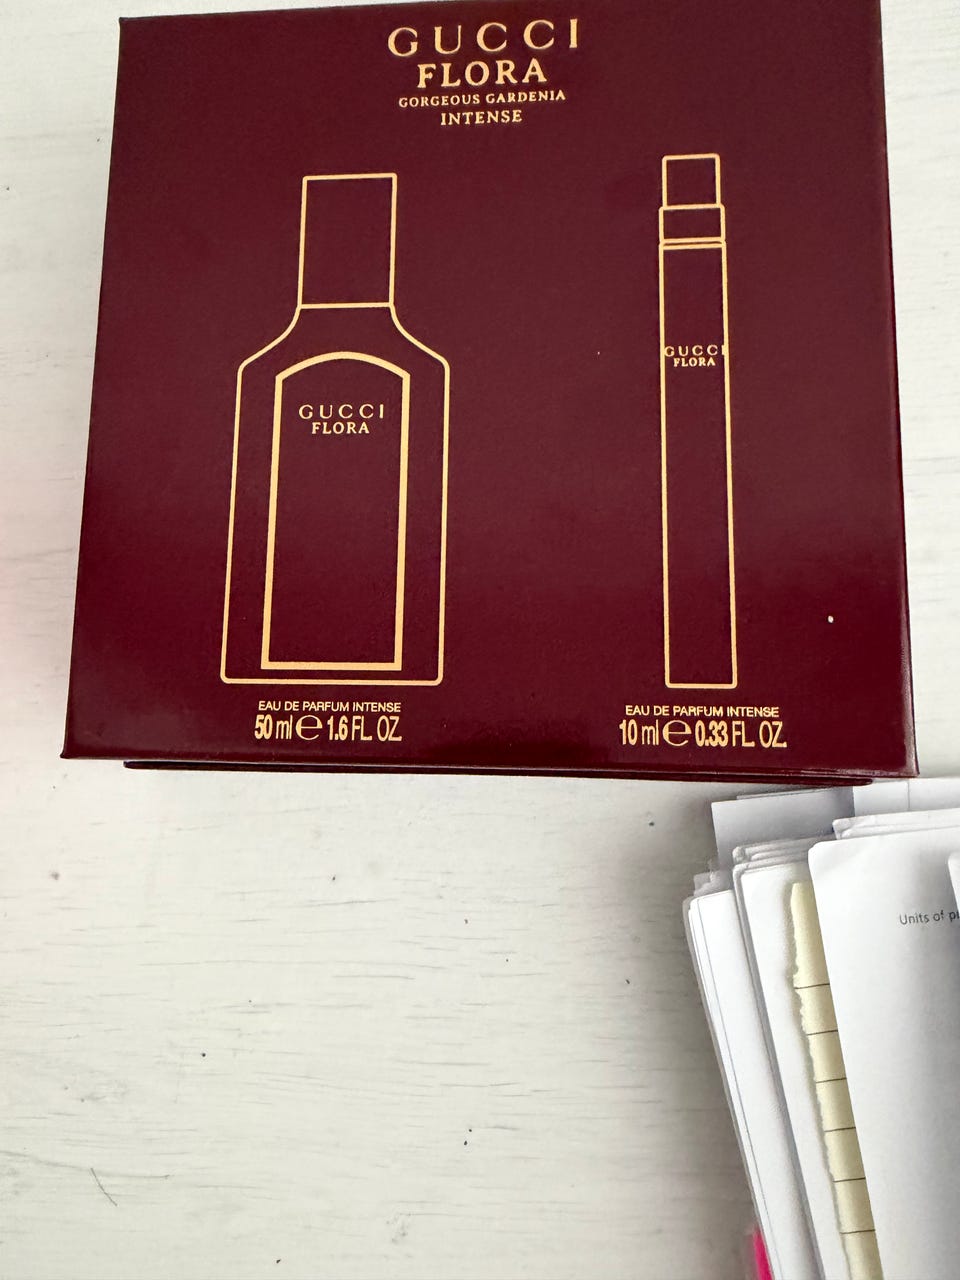 GUCCI
FLORA
GORGEOUS GARDENIA
INTENSE
GUCCI
FLORA
GUCCI
FLORA
EAU DE PARFUM INTENSE
50 ml ℮ 1.6 FL. OZ.
EAU DE PARFUM INTENSE
10 ml ℮ 0.33 FL. OZ.
Units of